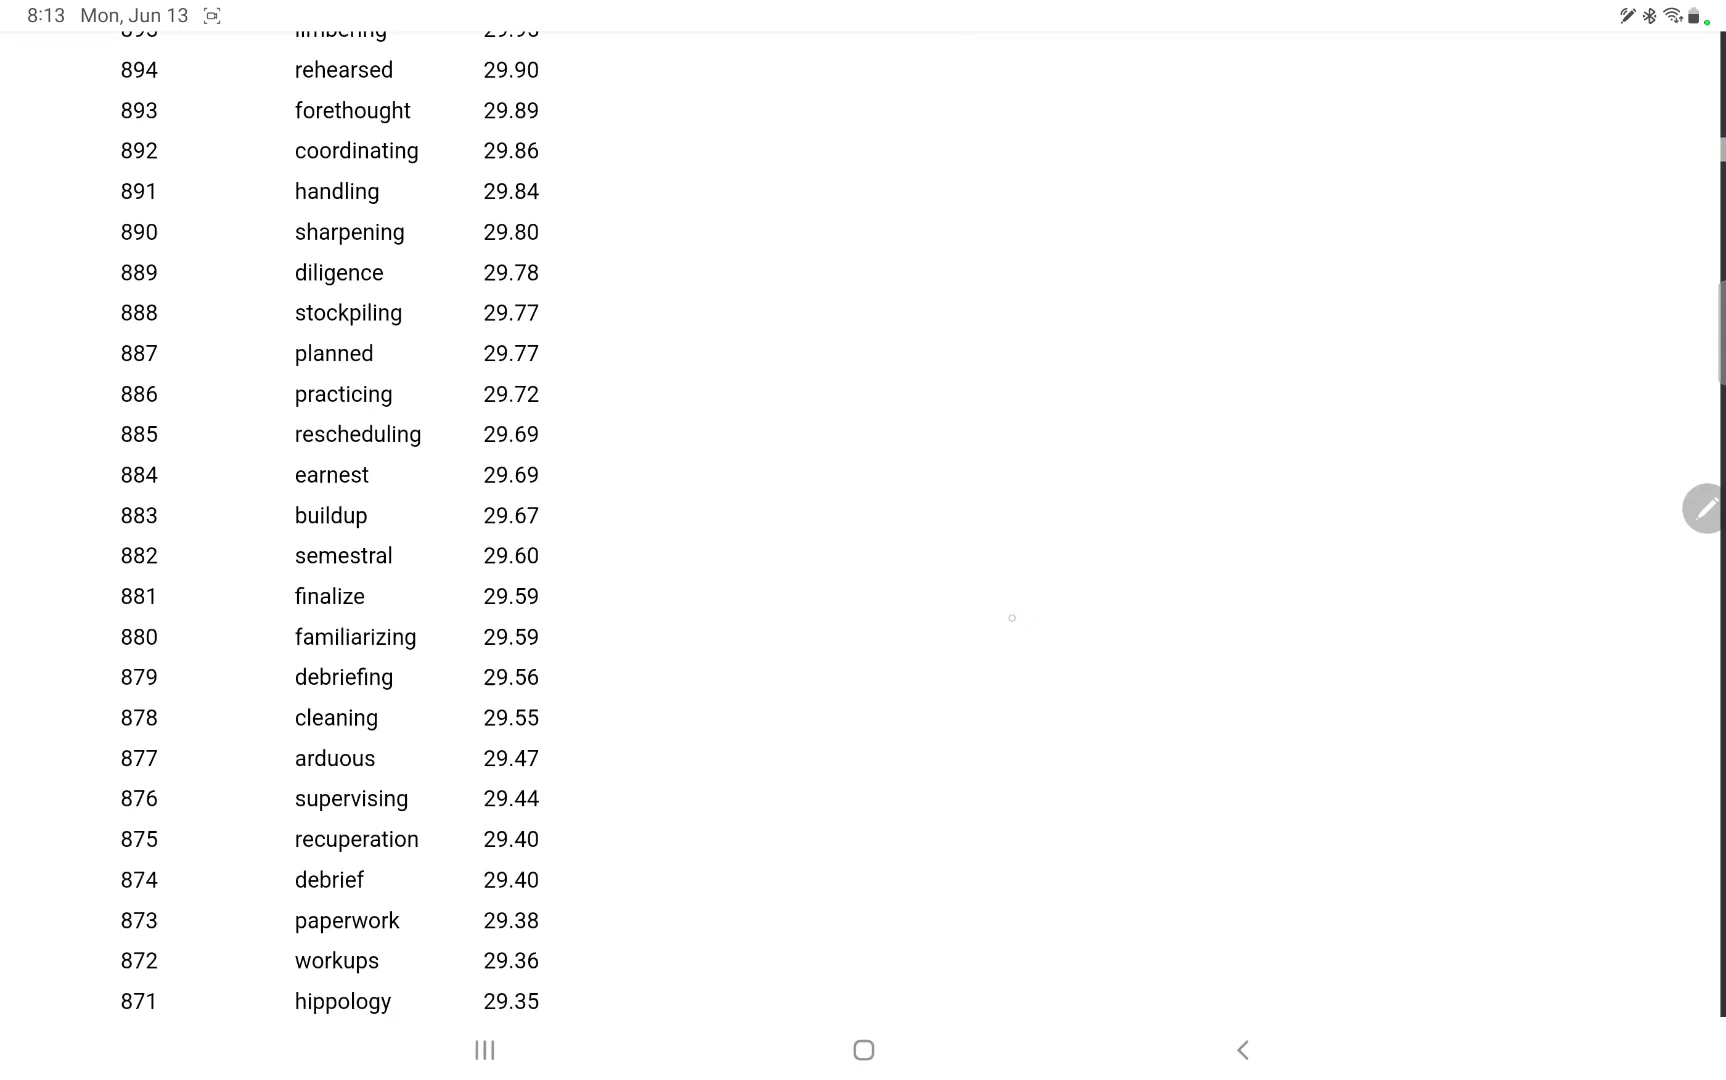 8:13 Mon, Jun 13
895 limbering 29.93
894 rehearsed 29.90
893 forethought 29.89
892 coordinating 29.86
891 handling 29.84
890 sharpening 29.80
889 diligence 29.78
888 stockpiling 29.77
887 planned 29.77
886 practicing 29.72
885 rescheduling 29.69
884 earnest 29.69
883 buildup 29.67
882 semestral 29.60
881 finalize 29.59
880 familiarizing 29.59
879 debriefing 29.56
878 cleaning 29.55
877 arduous 29.47
876 supervising 29.44
875 recuperation 29.40
874 debrief 29.40
873 paperwork 29.38
872 workups 29.36
871 hippology 29.35